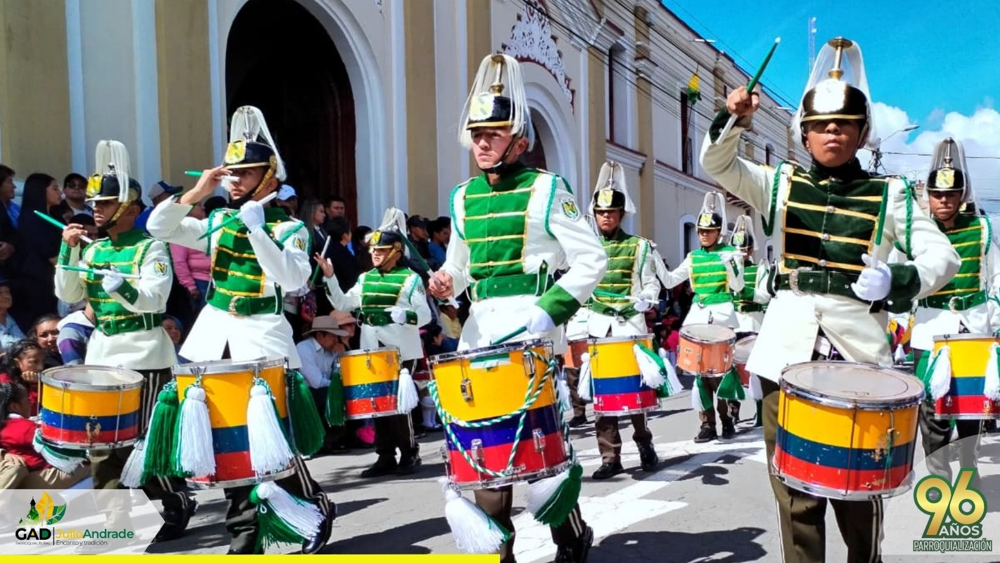 GAD
PARROQUIAL RURAL
JulioAndrade
Encanto y tradición
96
AÑOS
PARROQUIALIZACIÓN